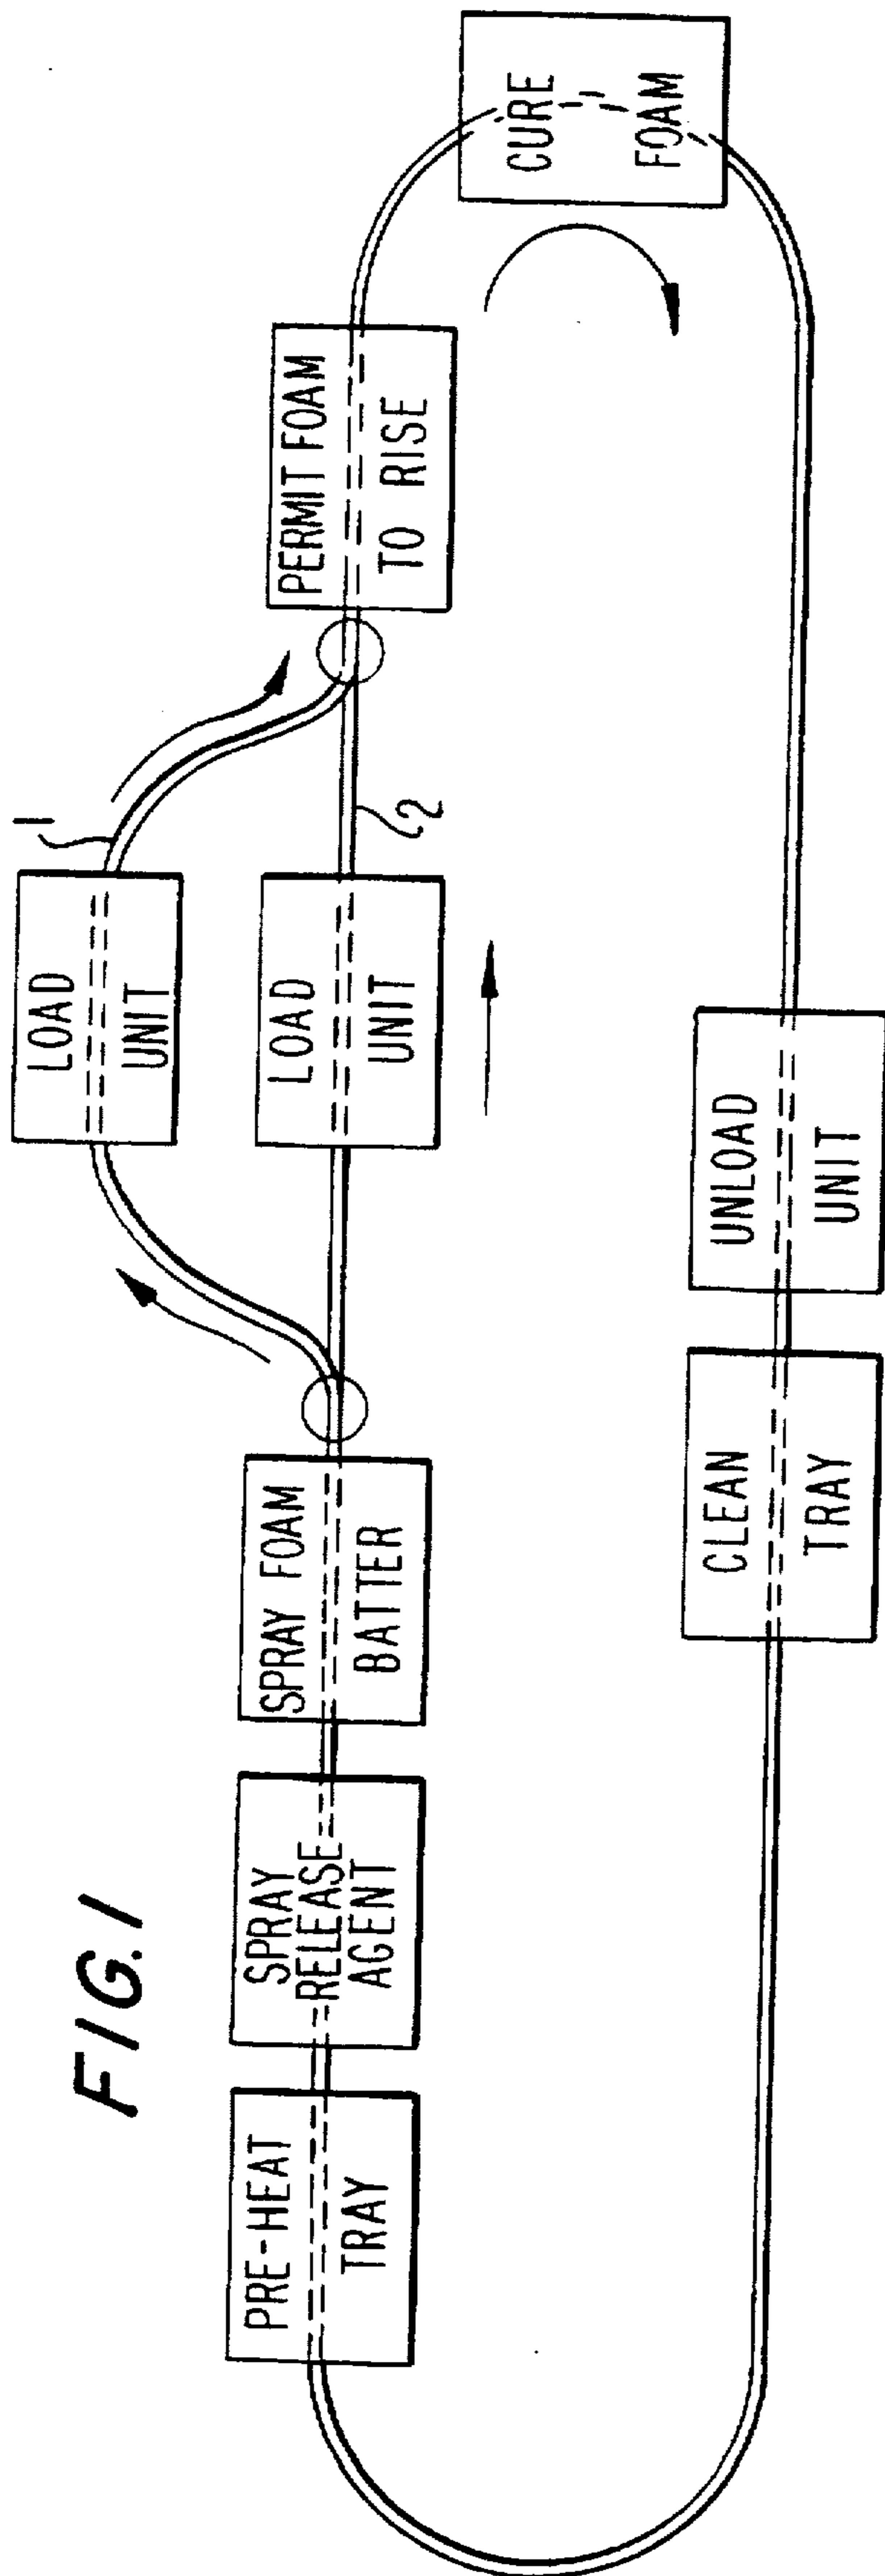 FIG. 1
PRE-HEAT
TRAY
SPRAY
RELEASE
AGENT
SPRAY FOAM
BATTER
LOAD
UNIT
1
LOAD
UNIT
2
PERMIT FOAM
TO RISE
CURE
FOAM
UNLOAD
UNIT
CLEAN
TRAY